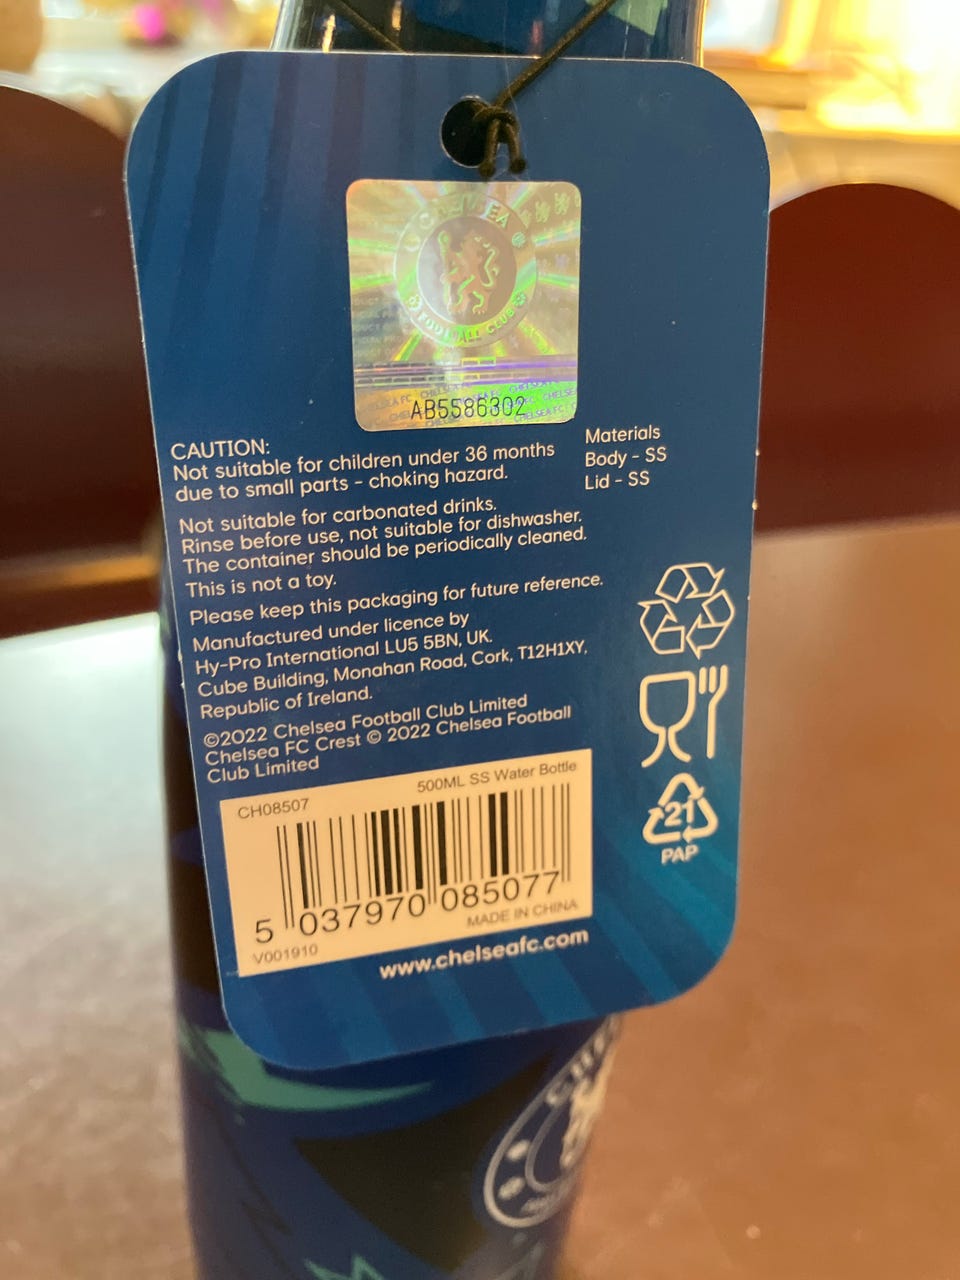 CHELSEA
FOOTBALL CLUB
AB5586302
CAUTION:
Not suitable for children under 36 months
due to small parts - choking hazard.
Not suitable for carbonated drinks.
Rinse before use, not suitable for dishwasher.
The container should be periodically cleaned.
This is not a toy.
Please keep this packaging for future reference.
Manufactured under licence by
Hy-Pro International LU5 5BN, UK.
Cube Building, Monahan Road, Cork, T12H1XY,
Republic of Ireland.
©2022 Chelsea Football Club Limited
Chelsea FC Crest © 2022 Chelsea Football
Club Limited
Materials
Body - SS
Lid - SS
21
PAP
CH08507
500ML SS Water Bottle
5 037970 085077
V001910
MADE IN CHINA
www.chelseafc.com